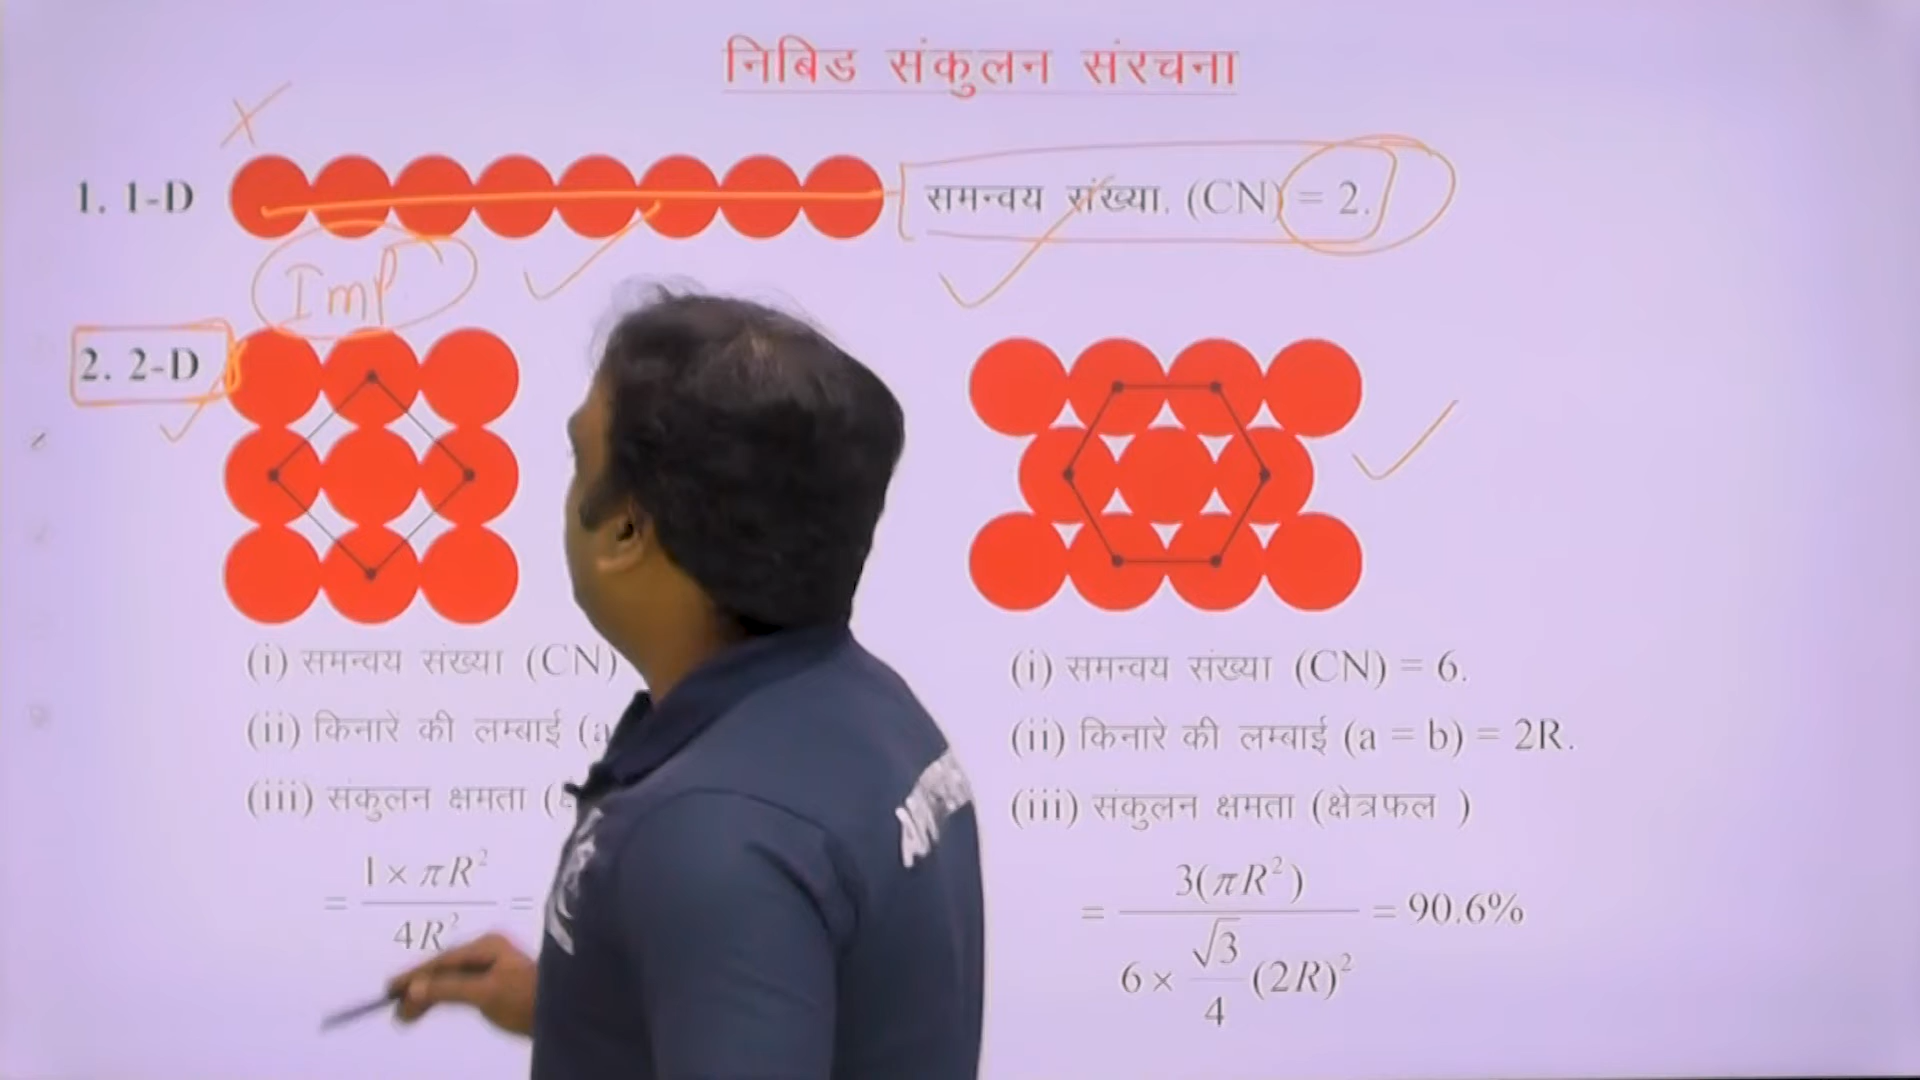 निबिड संकुलन संरचना
1. 1-D
समन्वय संख्या. (CN) = 2.
Imp
2. 2-D
(i) समन्वय संख्या (CN)
(ii) किनारे की लम्बाई (a
(iii) संकुलन क्षमता (
= 1 × πR² / 4R² =
(i) समन्वय संख्या (CN) = 6.
(ii) किनारे की लम्बाई (a = b) = 2R.
(iii) संकुलन क्षमता (क्षेत्रफल )
= 3(πR²) / 6 × √3/4 (2R)² = 90.6%